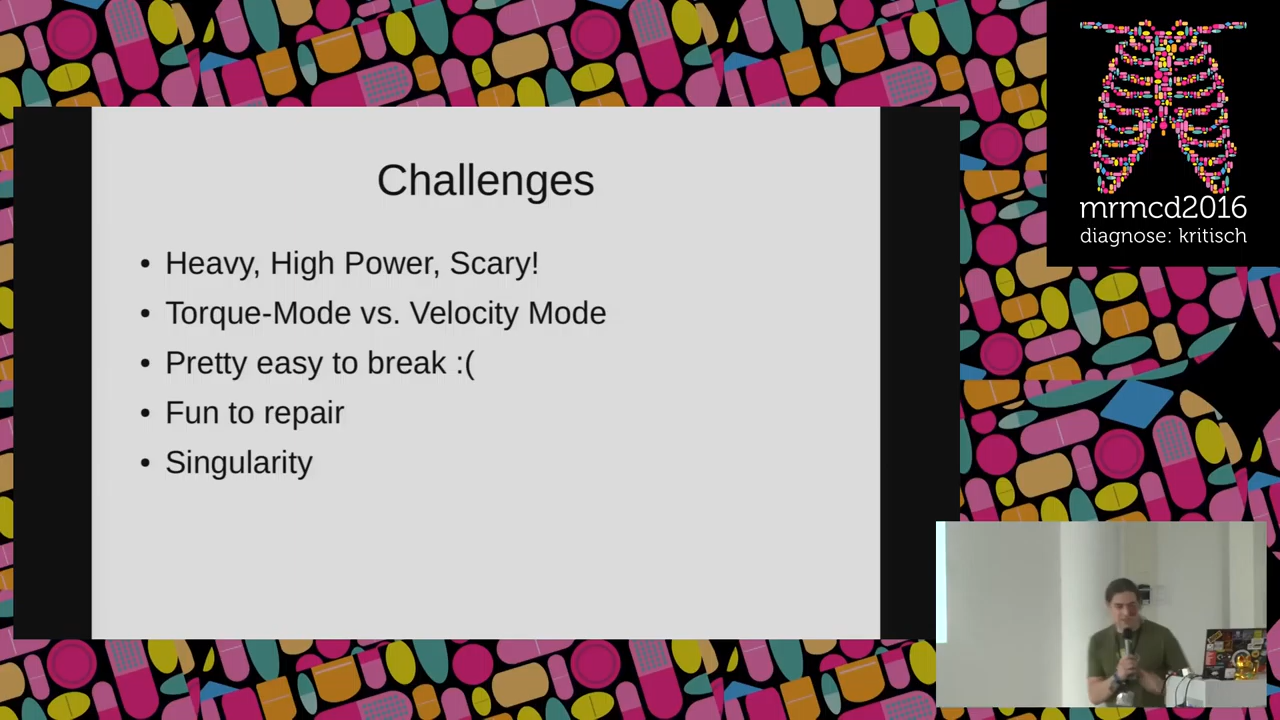 Challenges
• Heavy, High Power, Scary!
• Torque-Mode vs. Velocity Mode
• Pretty easy to break :(
• Fun to repair
• Singularity
mrmcd2016
diagnose: kritisch